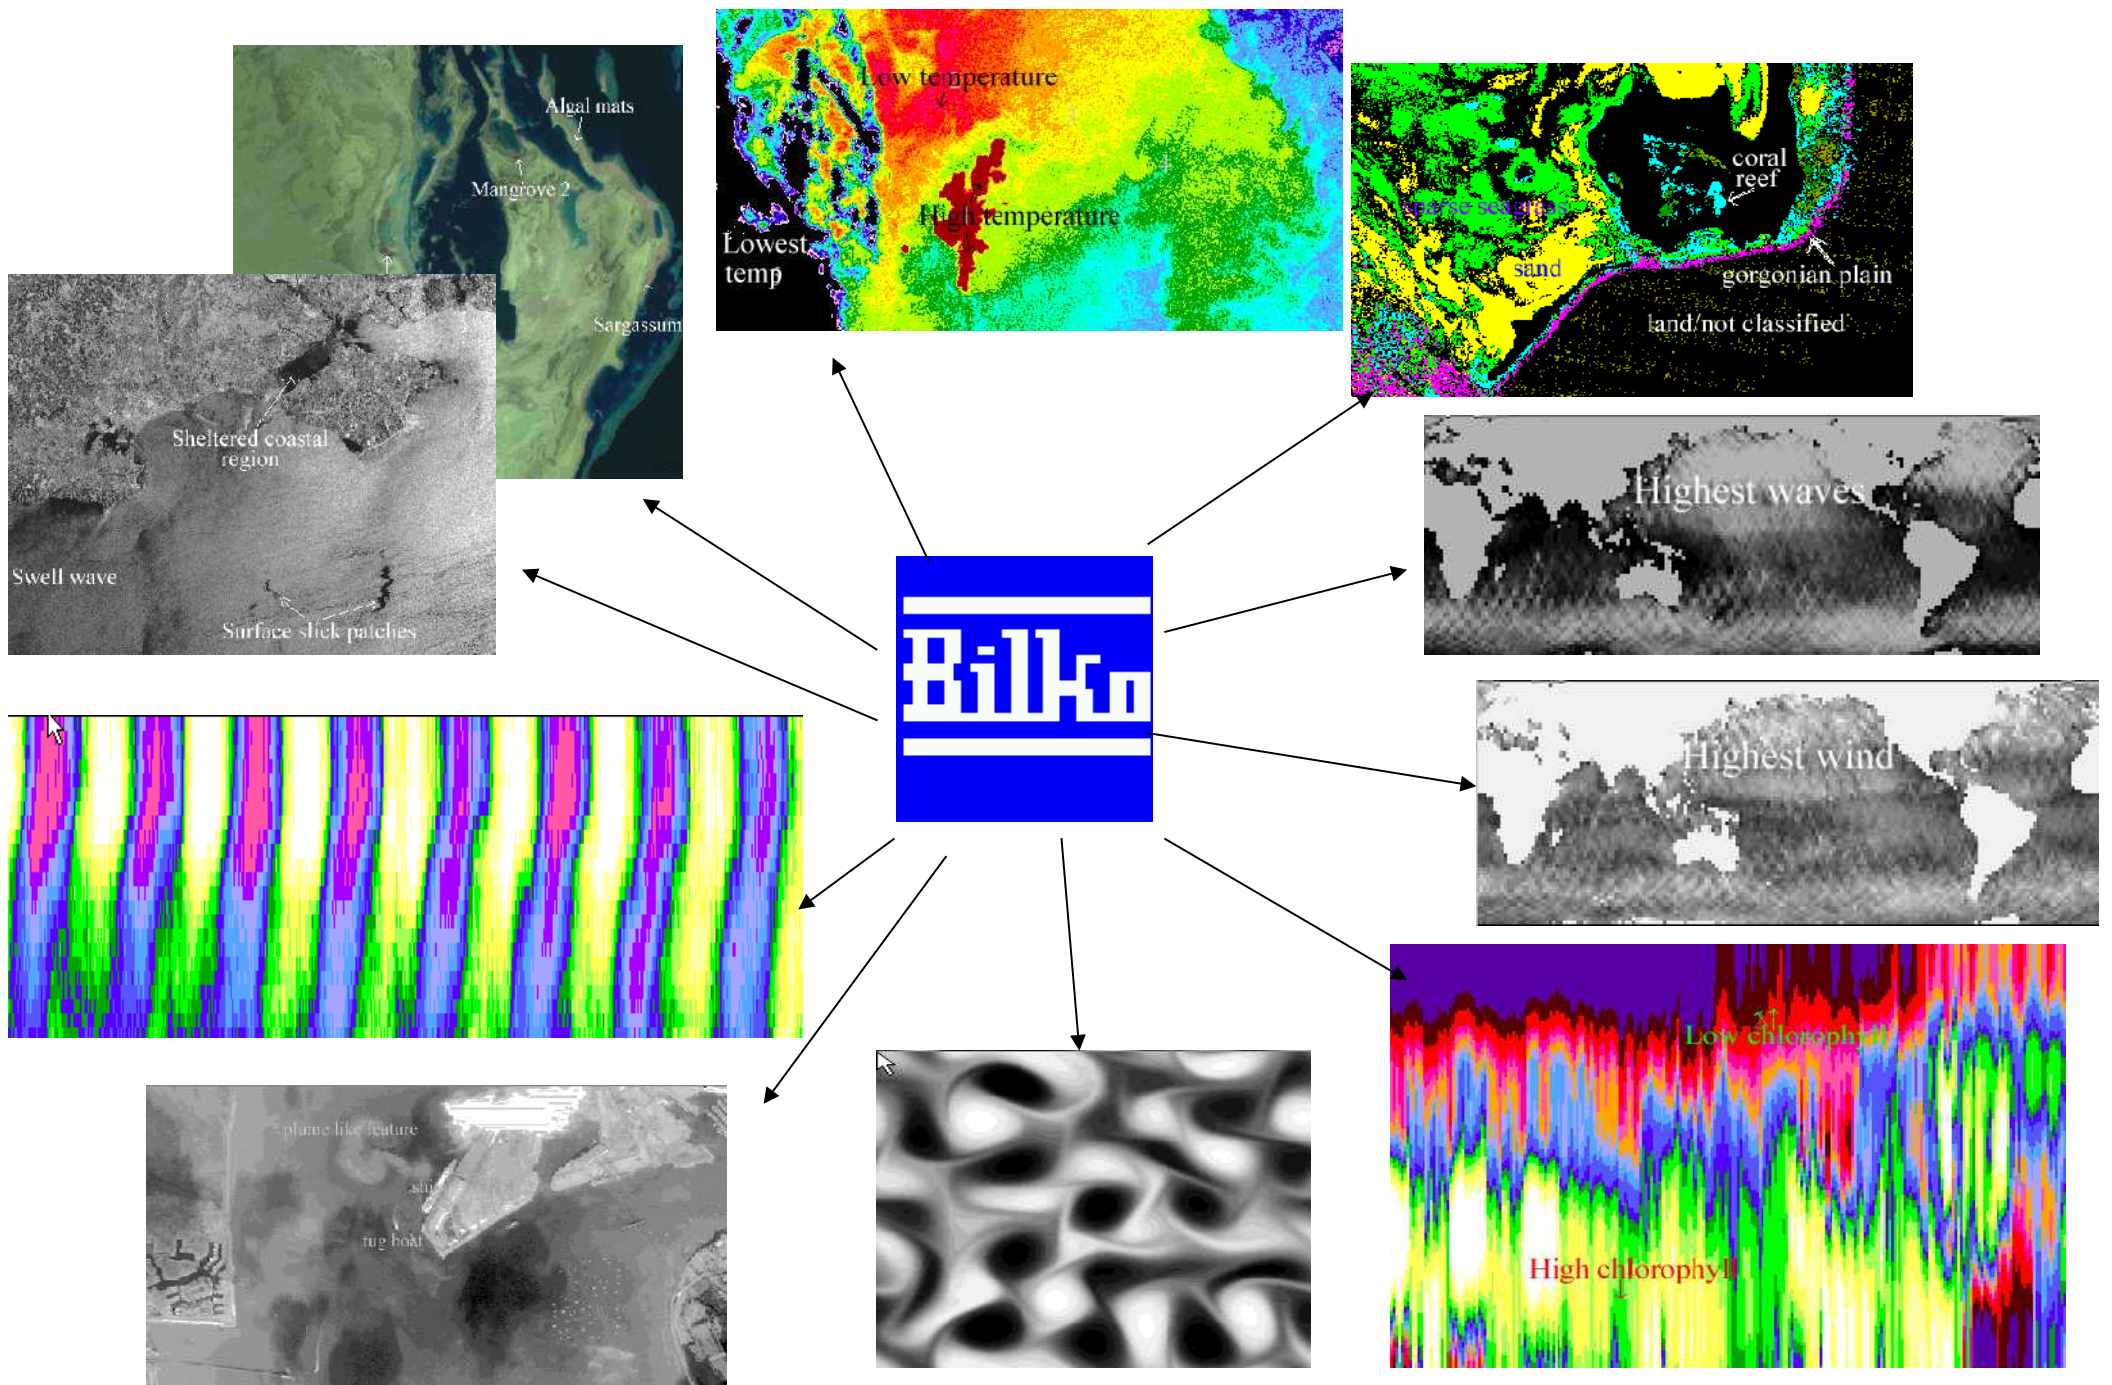 Algal mats
Mangrove 2
Sargassum
Low temperature
High temperature
Lowest
temp
coral
reef
sparse seagrass
sand
gorgonian plain
land/not classified
Sheltered coastal
region
Swell wave
Surface slick patches
Highest waves
Bilko
Highest wind
Low chlorophyll
High chlorophyll
plume like feature
tug boat